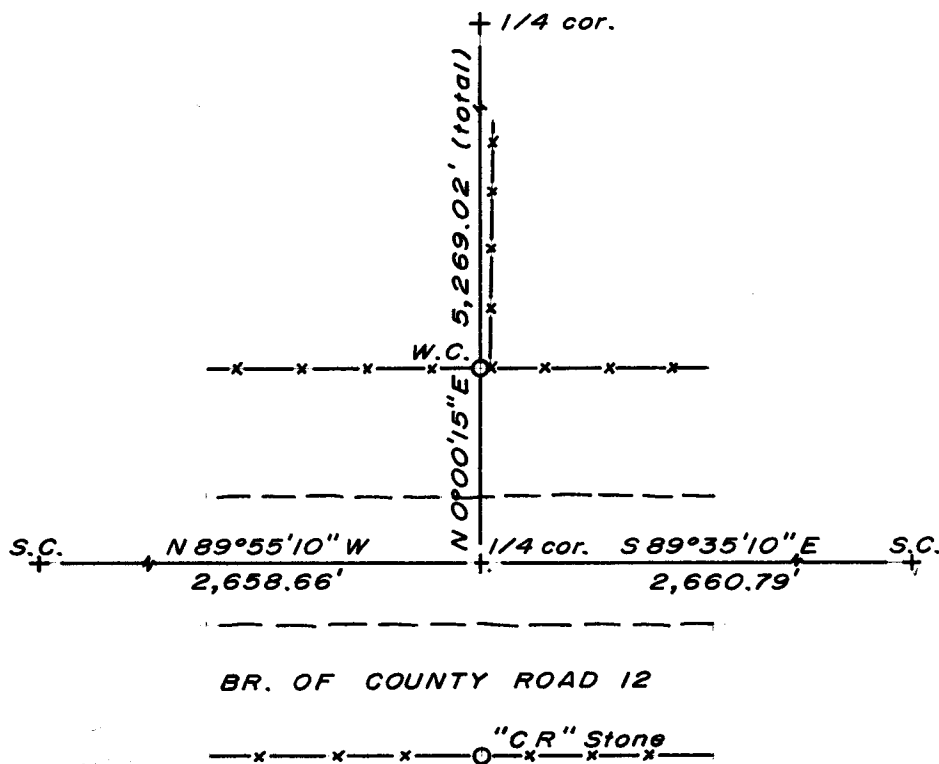 1/4 cor.
N 0°00'15" E 5,269.02' (total)
W.C.
S.C. N 89°55'10" W 1/4 cor. S 89°35'10" E S.C.
2,658.66' 2,660.79'
BR. OF COUNTY ROAD 12
"C R" Stone